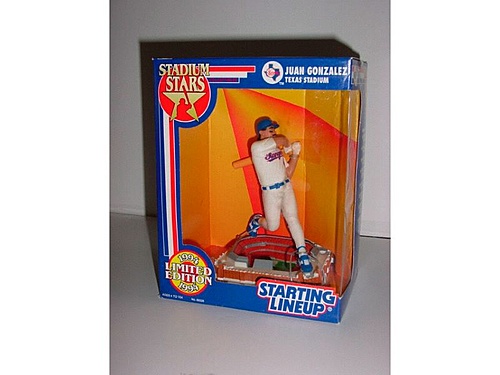 STADIUM
STARS
JUAN GONZALEZ
TEXAS STADIUM
1994
LIMITED
EDITION
1994
STARTING
LINEUP